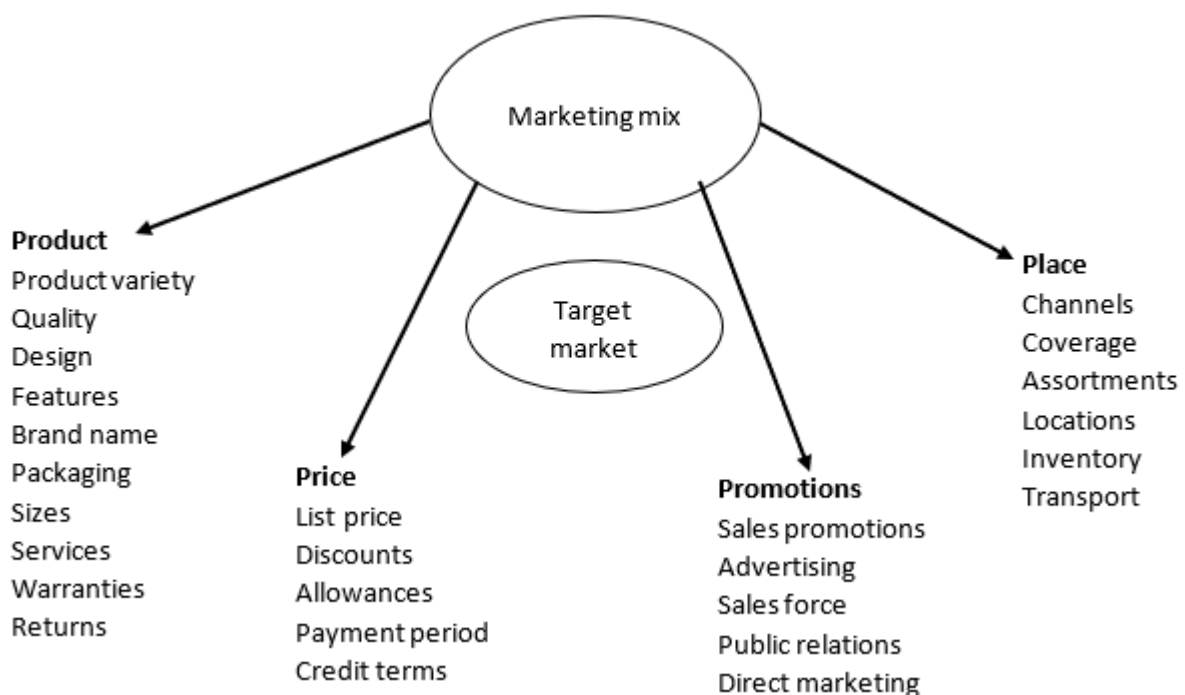 Marketing mix
Target
market
Product
Product variety
Quality
Design
Features
Brand name
Packaging
Sizes
Services
Warranties
Returns
Price
List price
Discounts
Allowances
Payment period
Credit terms
Promotions
Sales promotions
Advertising
Sales force
Public relations
Direct marketing
Place
Channels
Coverage
Assortments
Locations
Inventory
Transport